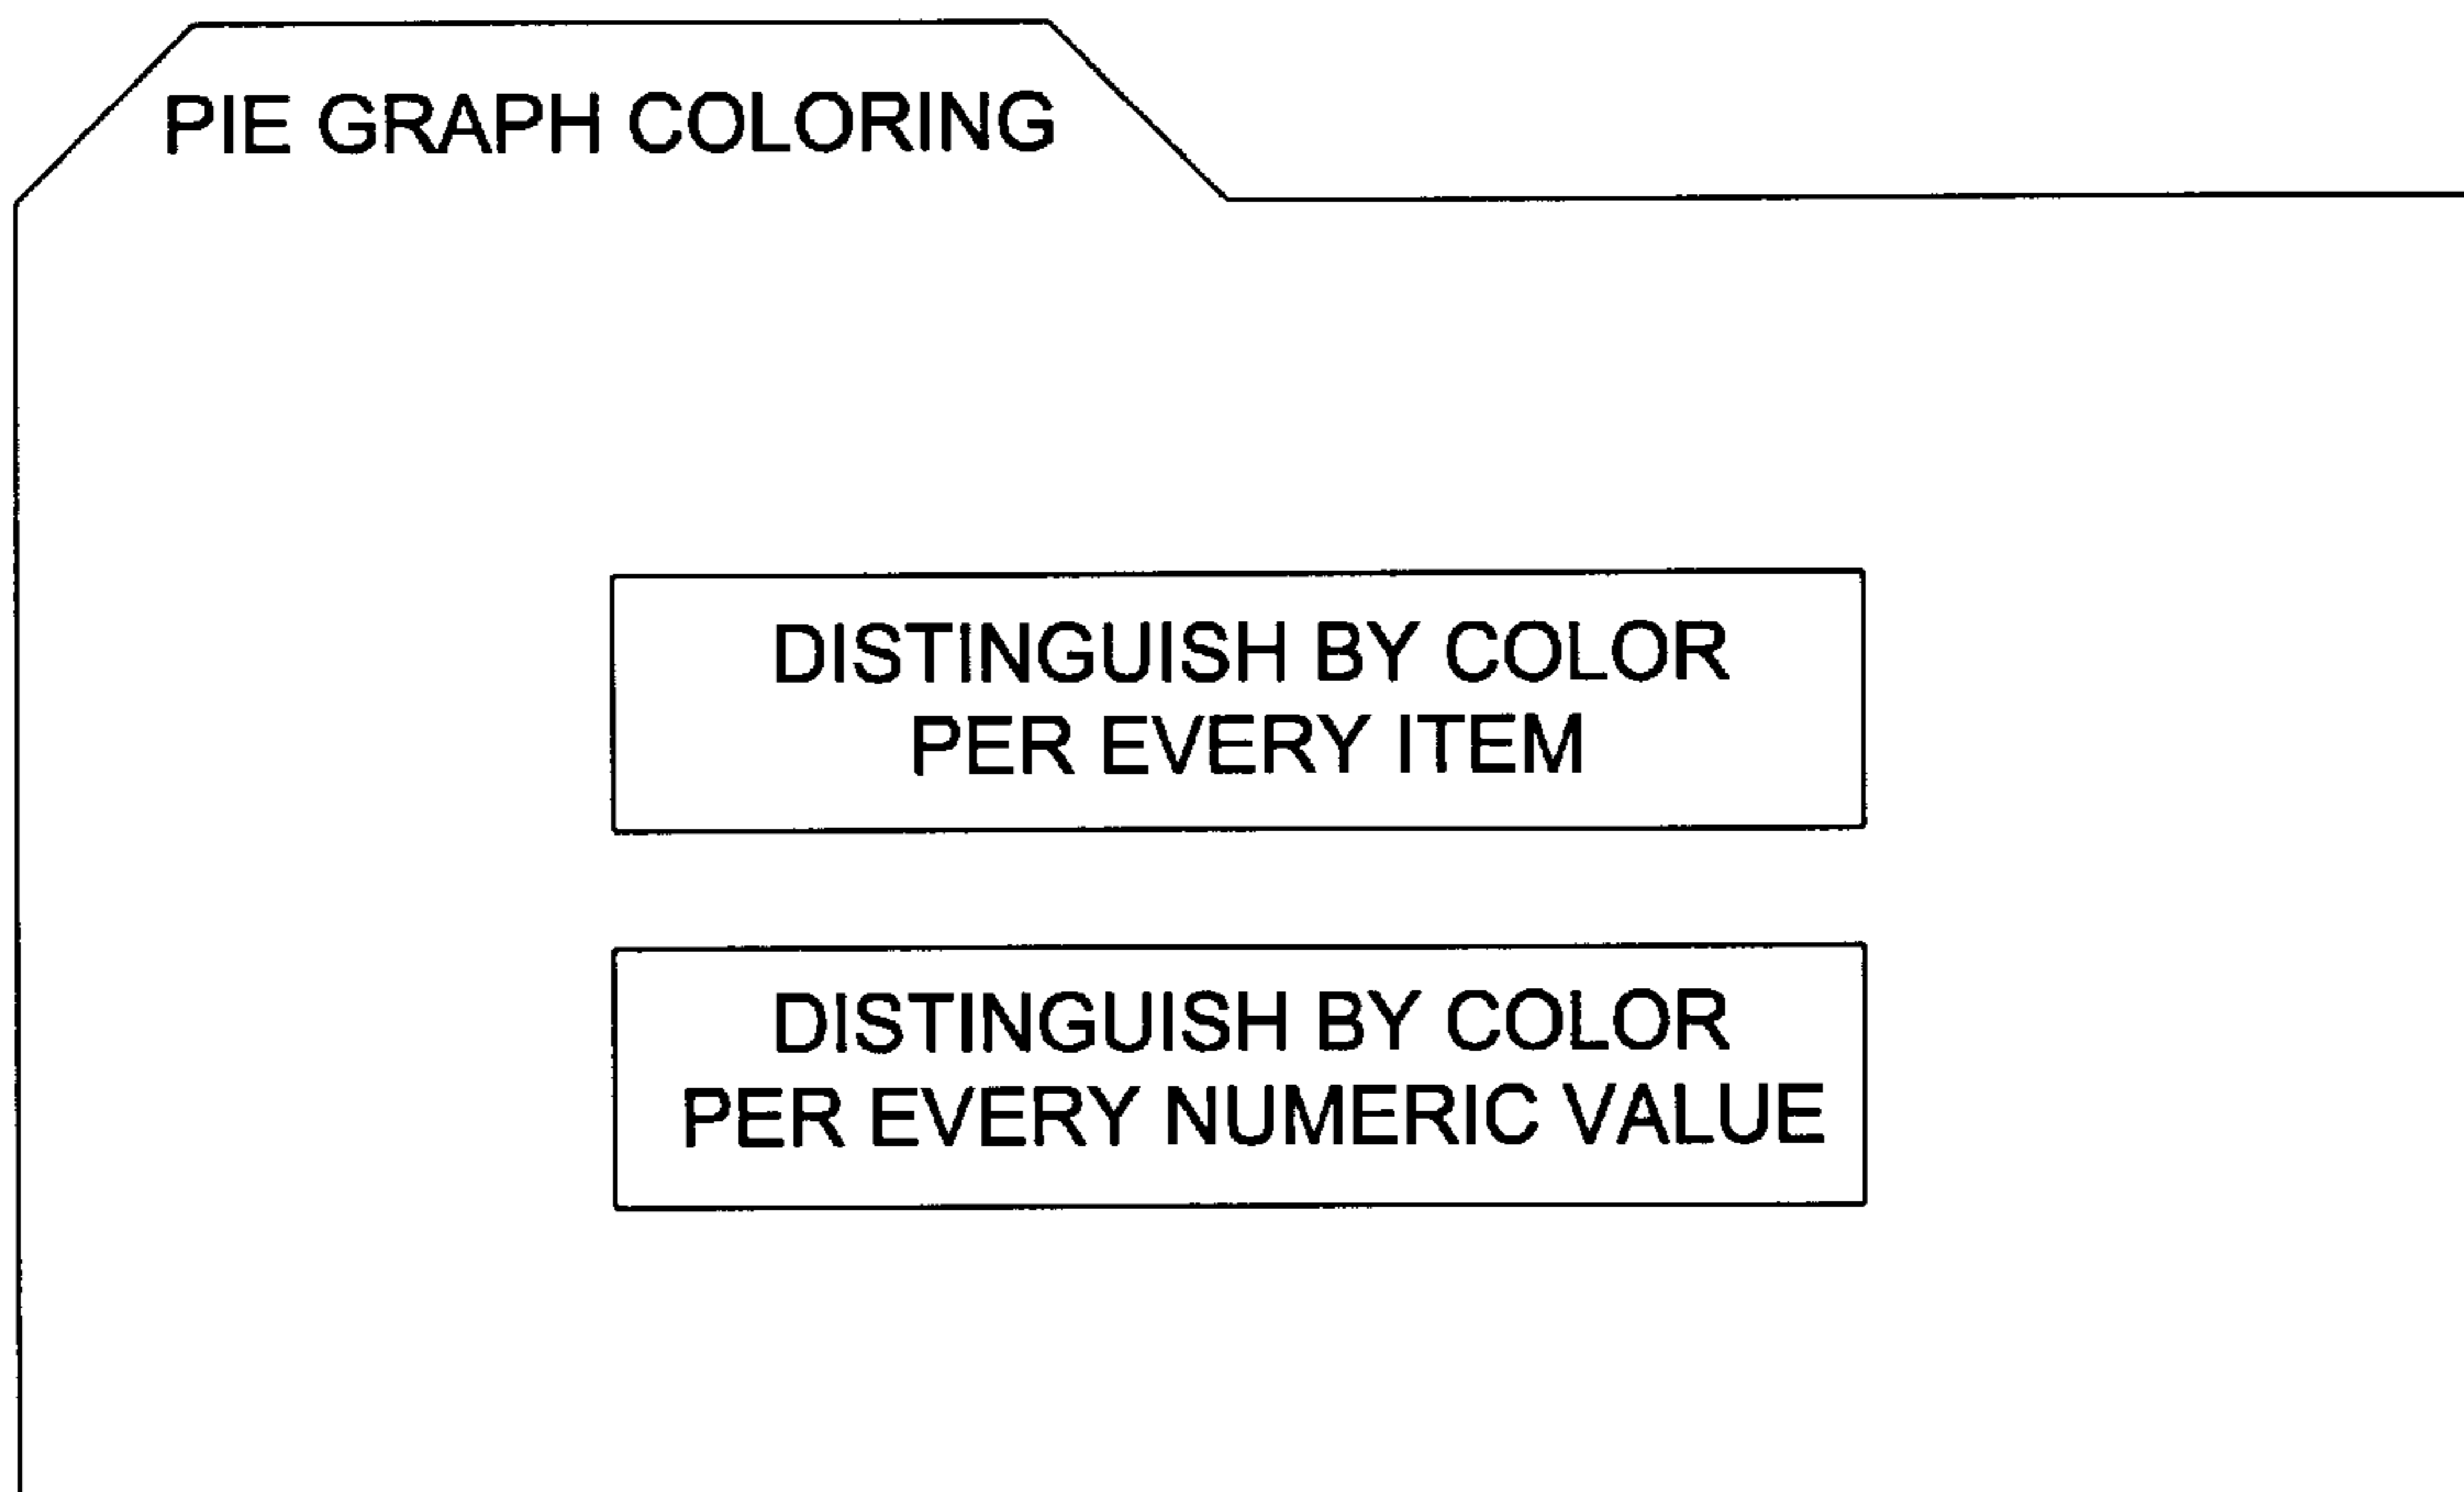 PIE GRAPH COLORING
DISTINGUISH BY COLOR
PER EVERY ITEM
DISTINGUISH BY COLOR
PER EVERY NUMERIC VALUE